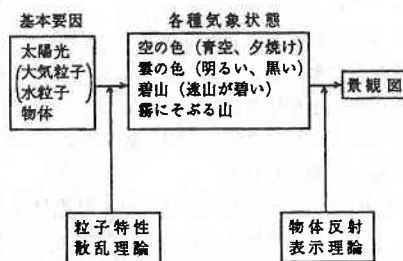 基本要因
太陽光
(大気粒子)
水粒子
物体
各種気象状態
空の色 (青空、夕焼け)
雲の色 (明るい、黒い)
碧山 (遠山が碧い)
霧にそぶる山
景観図
粒子特性
散乱理論
物体反射
表示理論